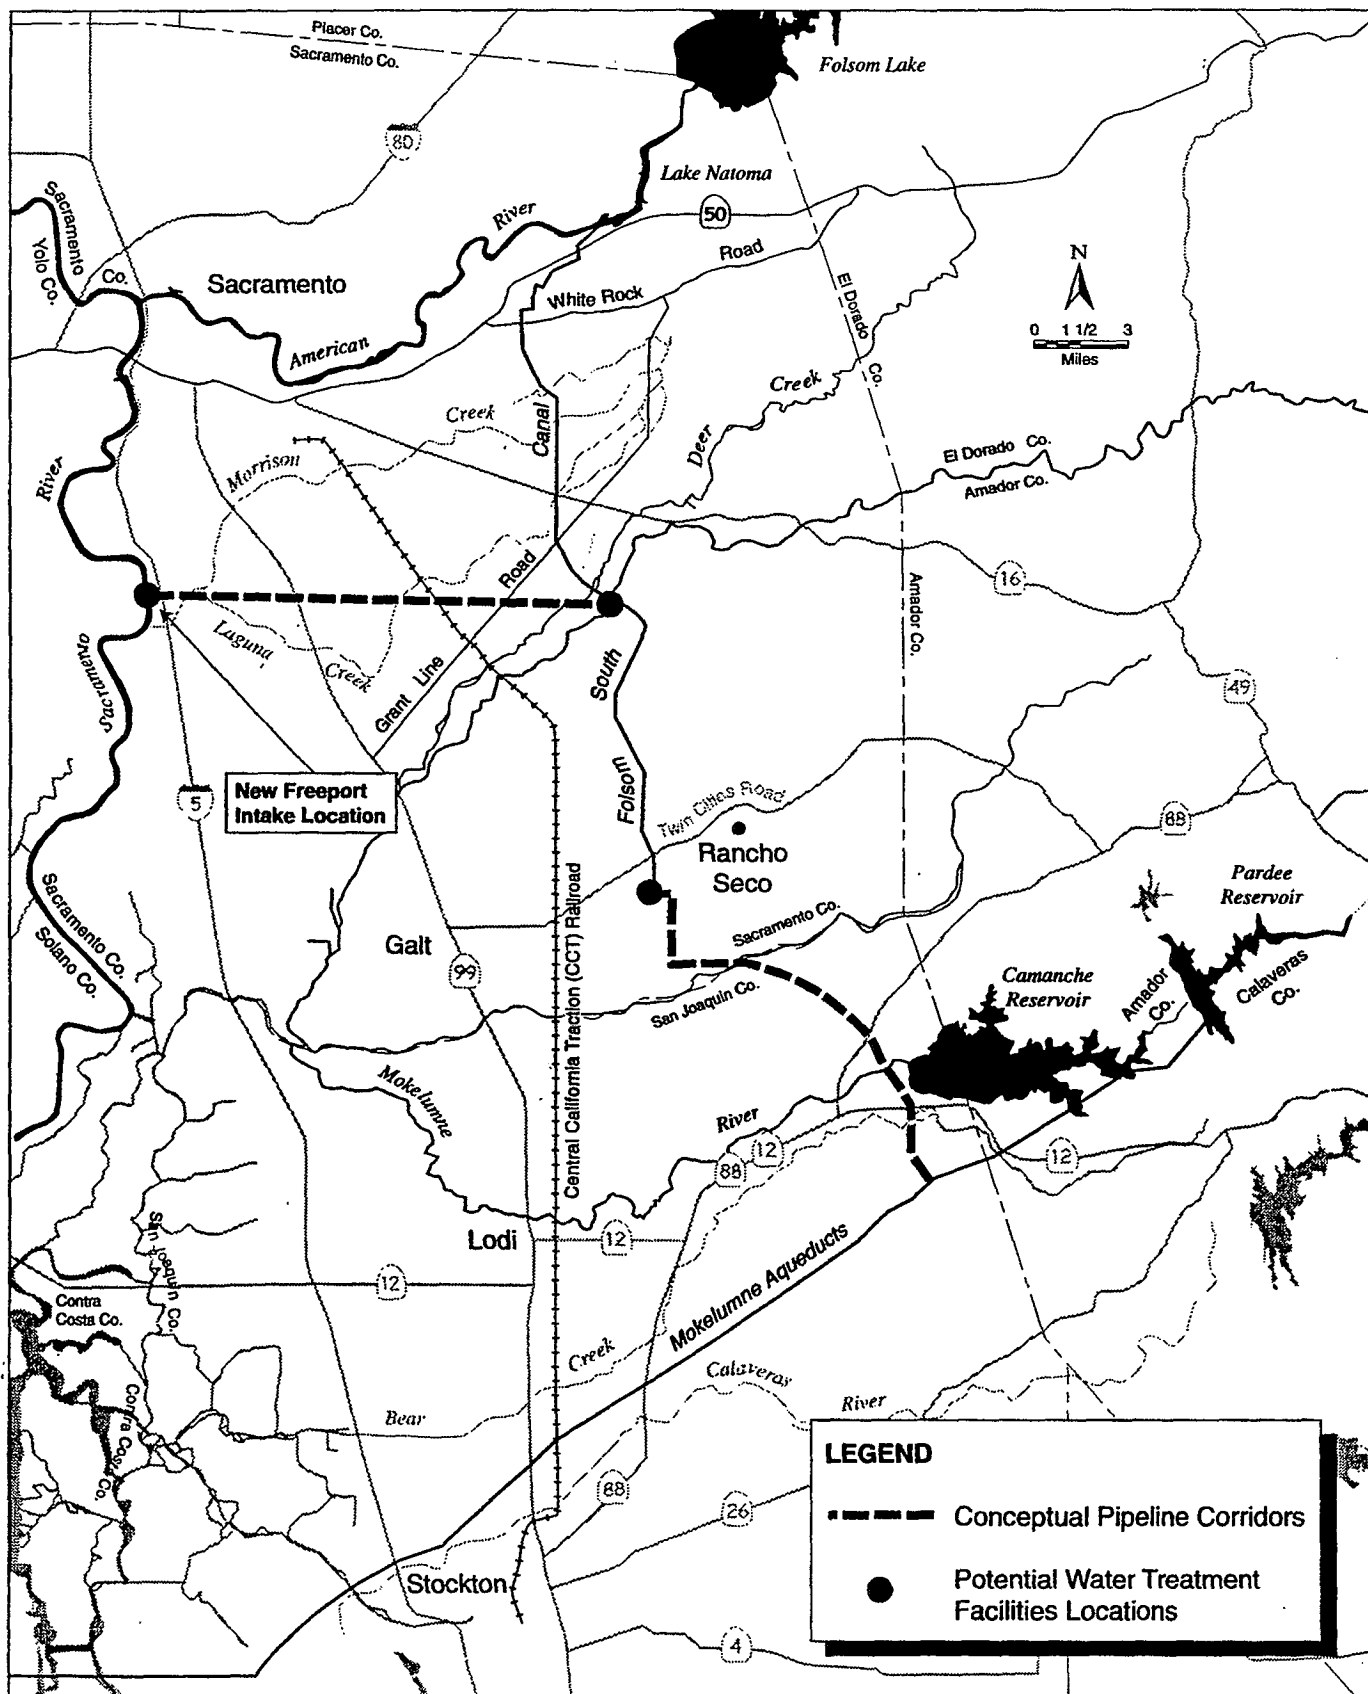 Placer Co.
Sacramento Co.
Folsom Lake
80
Lake Natoma
Sacramento
Yolo Co.
Co.
River
50
Road
Sacramento
White Rock
El Dorado
Co.
N
0 1 1/2 3
Miles
American
Creek
Creek
Canal
Deer
El Dorado Co.
Amador Co.
Morrison
River
Road
16
Amador Co.
Laguna
Creek
Grant Line
South
Sacramento
49
Folsom
5
New Freeport
Intake Location
Twin Cities Road
88
Rancho
Seco
Pardee
Reservoir
Sacramento Co.
Solano Co.
Central California Traction (CCT) Railroad
Sacramento Co.
San Joaquin Co.
Galt
99
Camanche
Reservoir
Amador
Co.
Calaveras
Co.
Mokelumne
River
12
88
12
San Joaquin Co.
Lodi
12
12
Mokelumne Aqueducts
Contra
Costa Co.
Contra Costa Co.
Creek
Calaveras
River
Bear
88
26
Stockton
4
LEGEND
Conceptual Pipeline Corridors
Potential Water Treatment
Facilities Locations